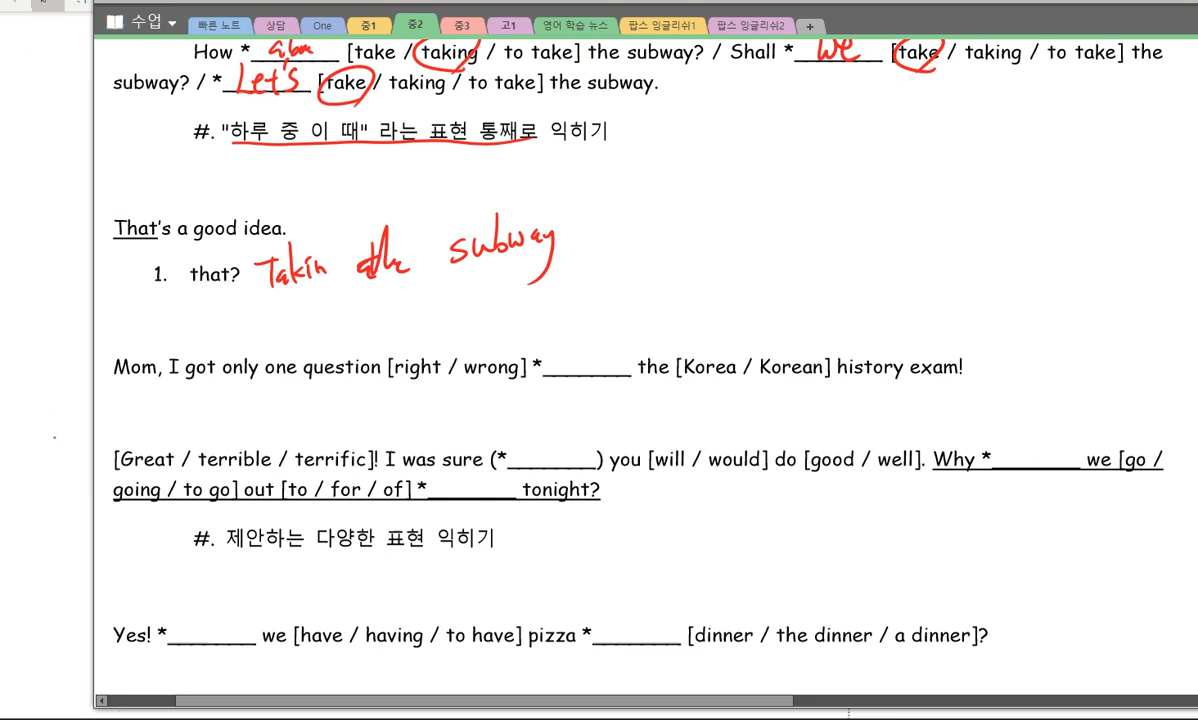 수업 빠른 노트 상담 One 중1 중2 중3 고1 영어 학습 뉴스 팝스 잉글리쉬1 팝스 잉글리쉬2 +
How *________ [take / taking / to take] the subway? / Shall *we [take / taking / to take] the
subway? / *Let's [take / taking / to take] the subway.
#. "하루 중 이 때" 라는 표현 통째로 익히기
That's a good idea.
1. that? Takin the subway
Mom, I got only one question [right / wrong] *________ the [Korea / Korean] history exam!
[Great / terrible / terrific]! I was sure (*________) you [will / would] do [good / well]. Why *________ we [go /
going / to go] out [to / for / of] *________ tonight?
#. 제안하는 다양한 표현 익히기
Yes! *________ we [have / having / to have] pizza *________ [dinner / the dinner / a dinner]?